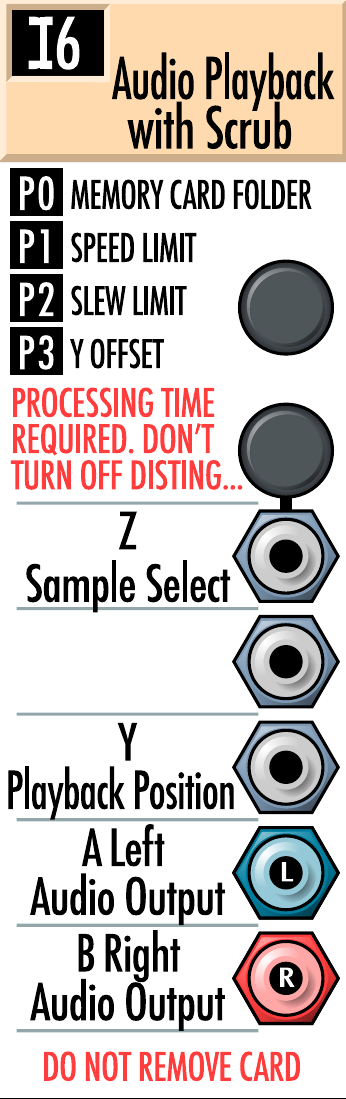 I6
Audio Playback
with Scrub
P0 MEMORY CARD FOLDER
P1 SPEED LIMIT
P2 SLEW LIMIT
P3 Y OFFSET
PROCESSING TIME
REQUIRED. DON'T
TURN OFF DISTING...
Z
Sample Select
Y
Playback Position
A Left
Audio Output
L
B Right
Audio Output
R
DO NOT REMOVE CARD